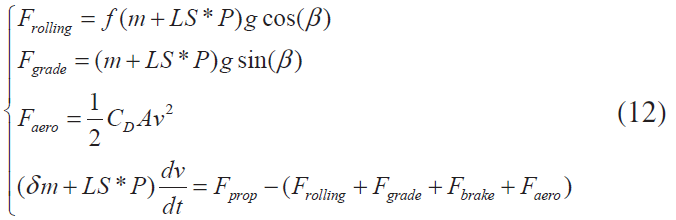 F_rolling = f(m + LS * P)g cos(β)
F_grade = (m + LS * P)g sin(β)
F_aero = 1/2 C_D Av²
(12)
(δm + LS * P) dv/dt = F_prop − (F_rolling + F_grade + F_brake + F_aero)